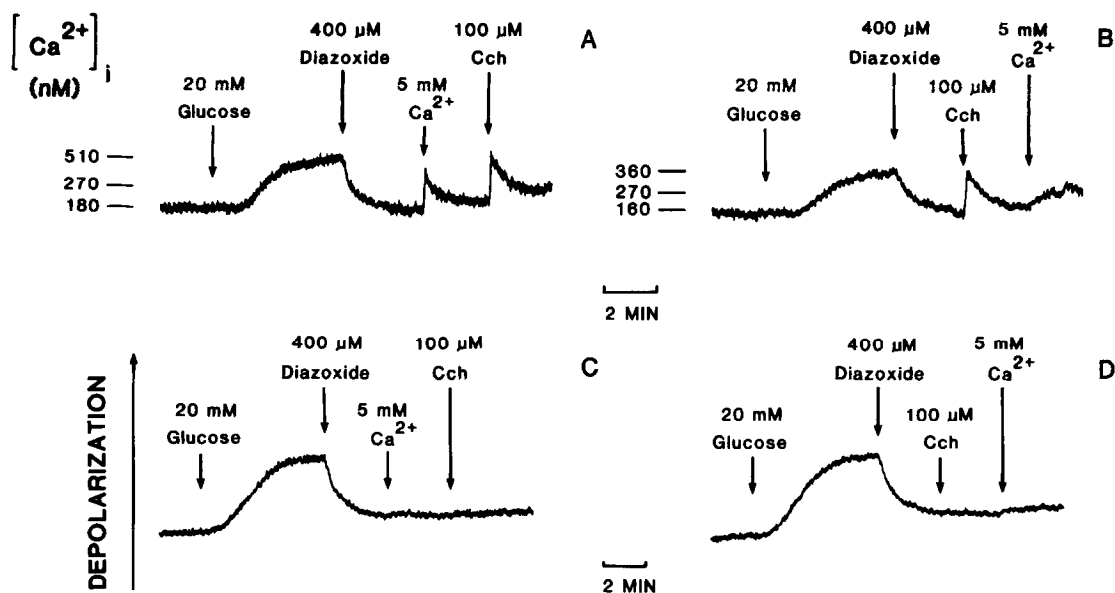 [Ca2+]i
(nM)
510
270
180
20 mM
Glucose
400 µM
Diazoxide
5 mM
Ca2+
100 µM
Cch
A
360
270
160
20 mM
Glucose
400 µM
Diazoxide
100 µM
Cch
5 mM
Ca2+
B
2 MIN
DEPOLARIZATION
20 mM
Glucose
400 µM
Diazoxide
5 mM
Ca2+
100 µM
Cch
C
20 mM
Glucose
400 µM
Diazoxide
100 µM
Cch
5 mM
Ca2+
D
2 MIN